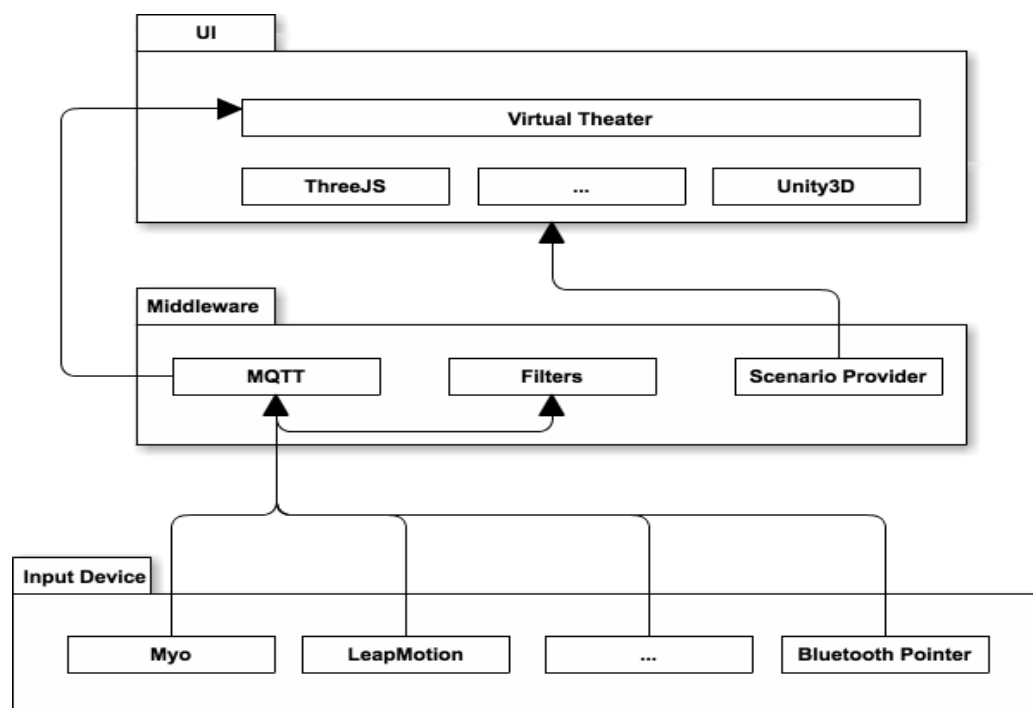 UI
Virtual Theater
ThreeJS
...
Unity3D
Middleware
MQTT
Filters
Scenario Provider
Input Device
Myo
LeapMotion
...
Bluetooth Pointer